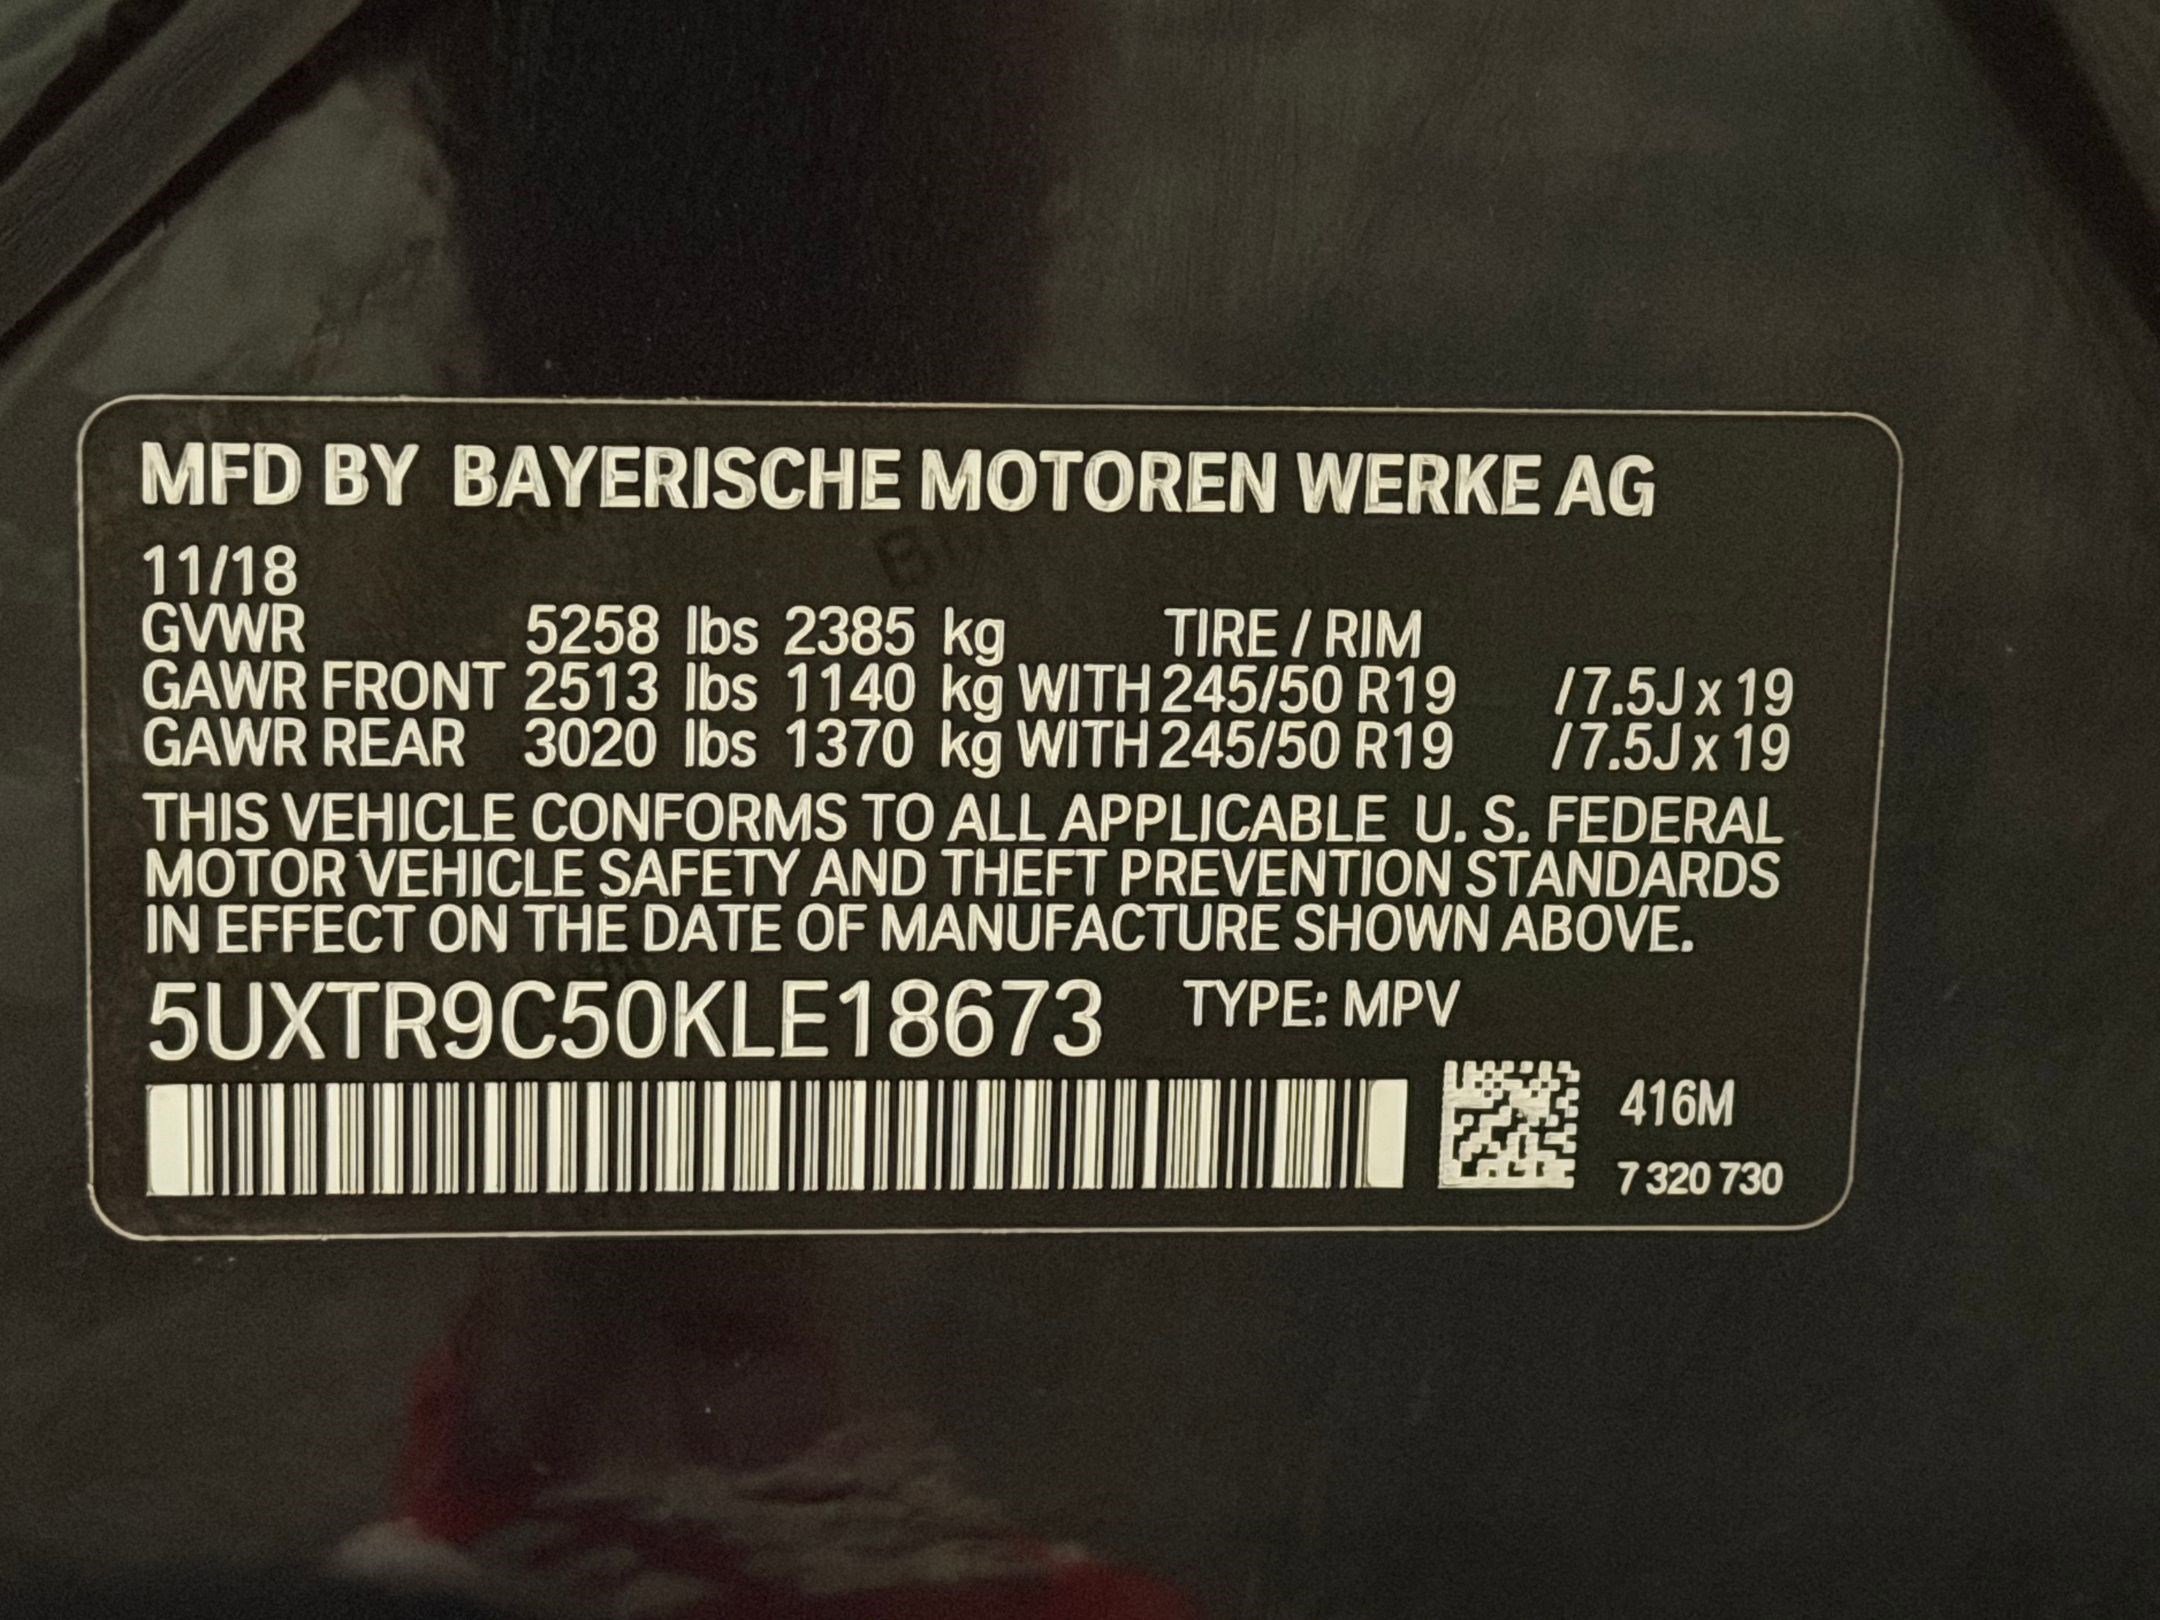 MFD BY BAYERISCHE MOTOREN WERKE AG
11/18
GVWR 5258 lbs 2385 kg TIRE / RIM
GAWR FRONT 2513 lbs 1140 kg WITH 245/50 R19 /7.5J x 19
GAWR REAR 3020 lbs 1370 kg WITH 245/50 R19 /7.5J x 19
THIS VEHICLE CONFORMS TO ALL APPLICABLE U. S. FEDERAL
MOTOR VEHICLE SAFETY AND THEFT PREVENTION STANDARDS
IN EFFECT ON THE DATE OF MANUFACTURE SHOWN ABOVE.
5UXTR9C50KLE18673 TYPE: MPV
416M
7 320 730